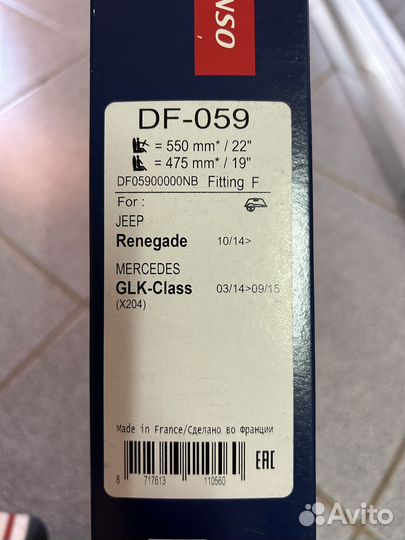 NSO
DF-059
= 550 mm* / 22"
= 475 mm* / 19"
DF05900000NB Fitting F
For :
JEEP
Renegade 10/14>
MERCEDES
GLK-Class 03/14>09/15
(X204)
Made in France/Сделано во Франции
8 717613 110560
EAC
Avito